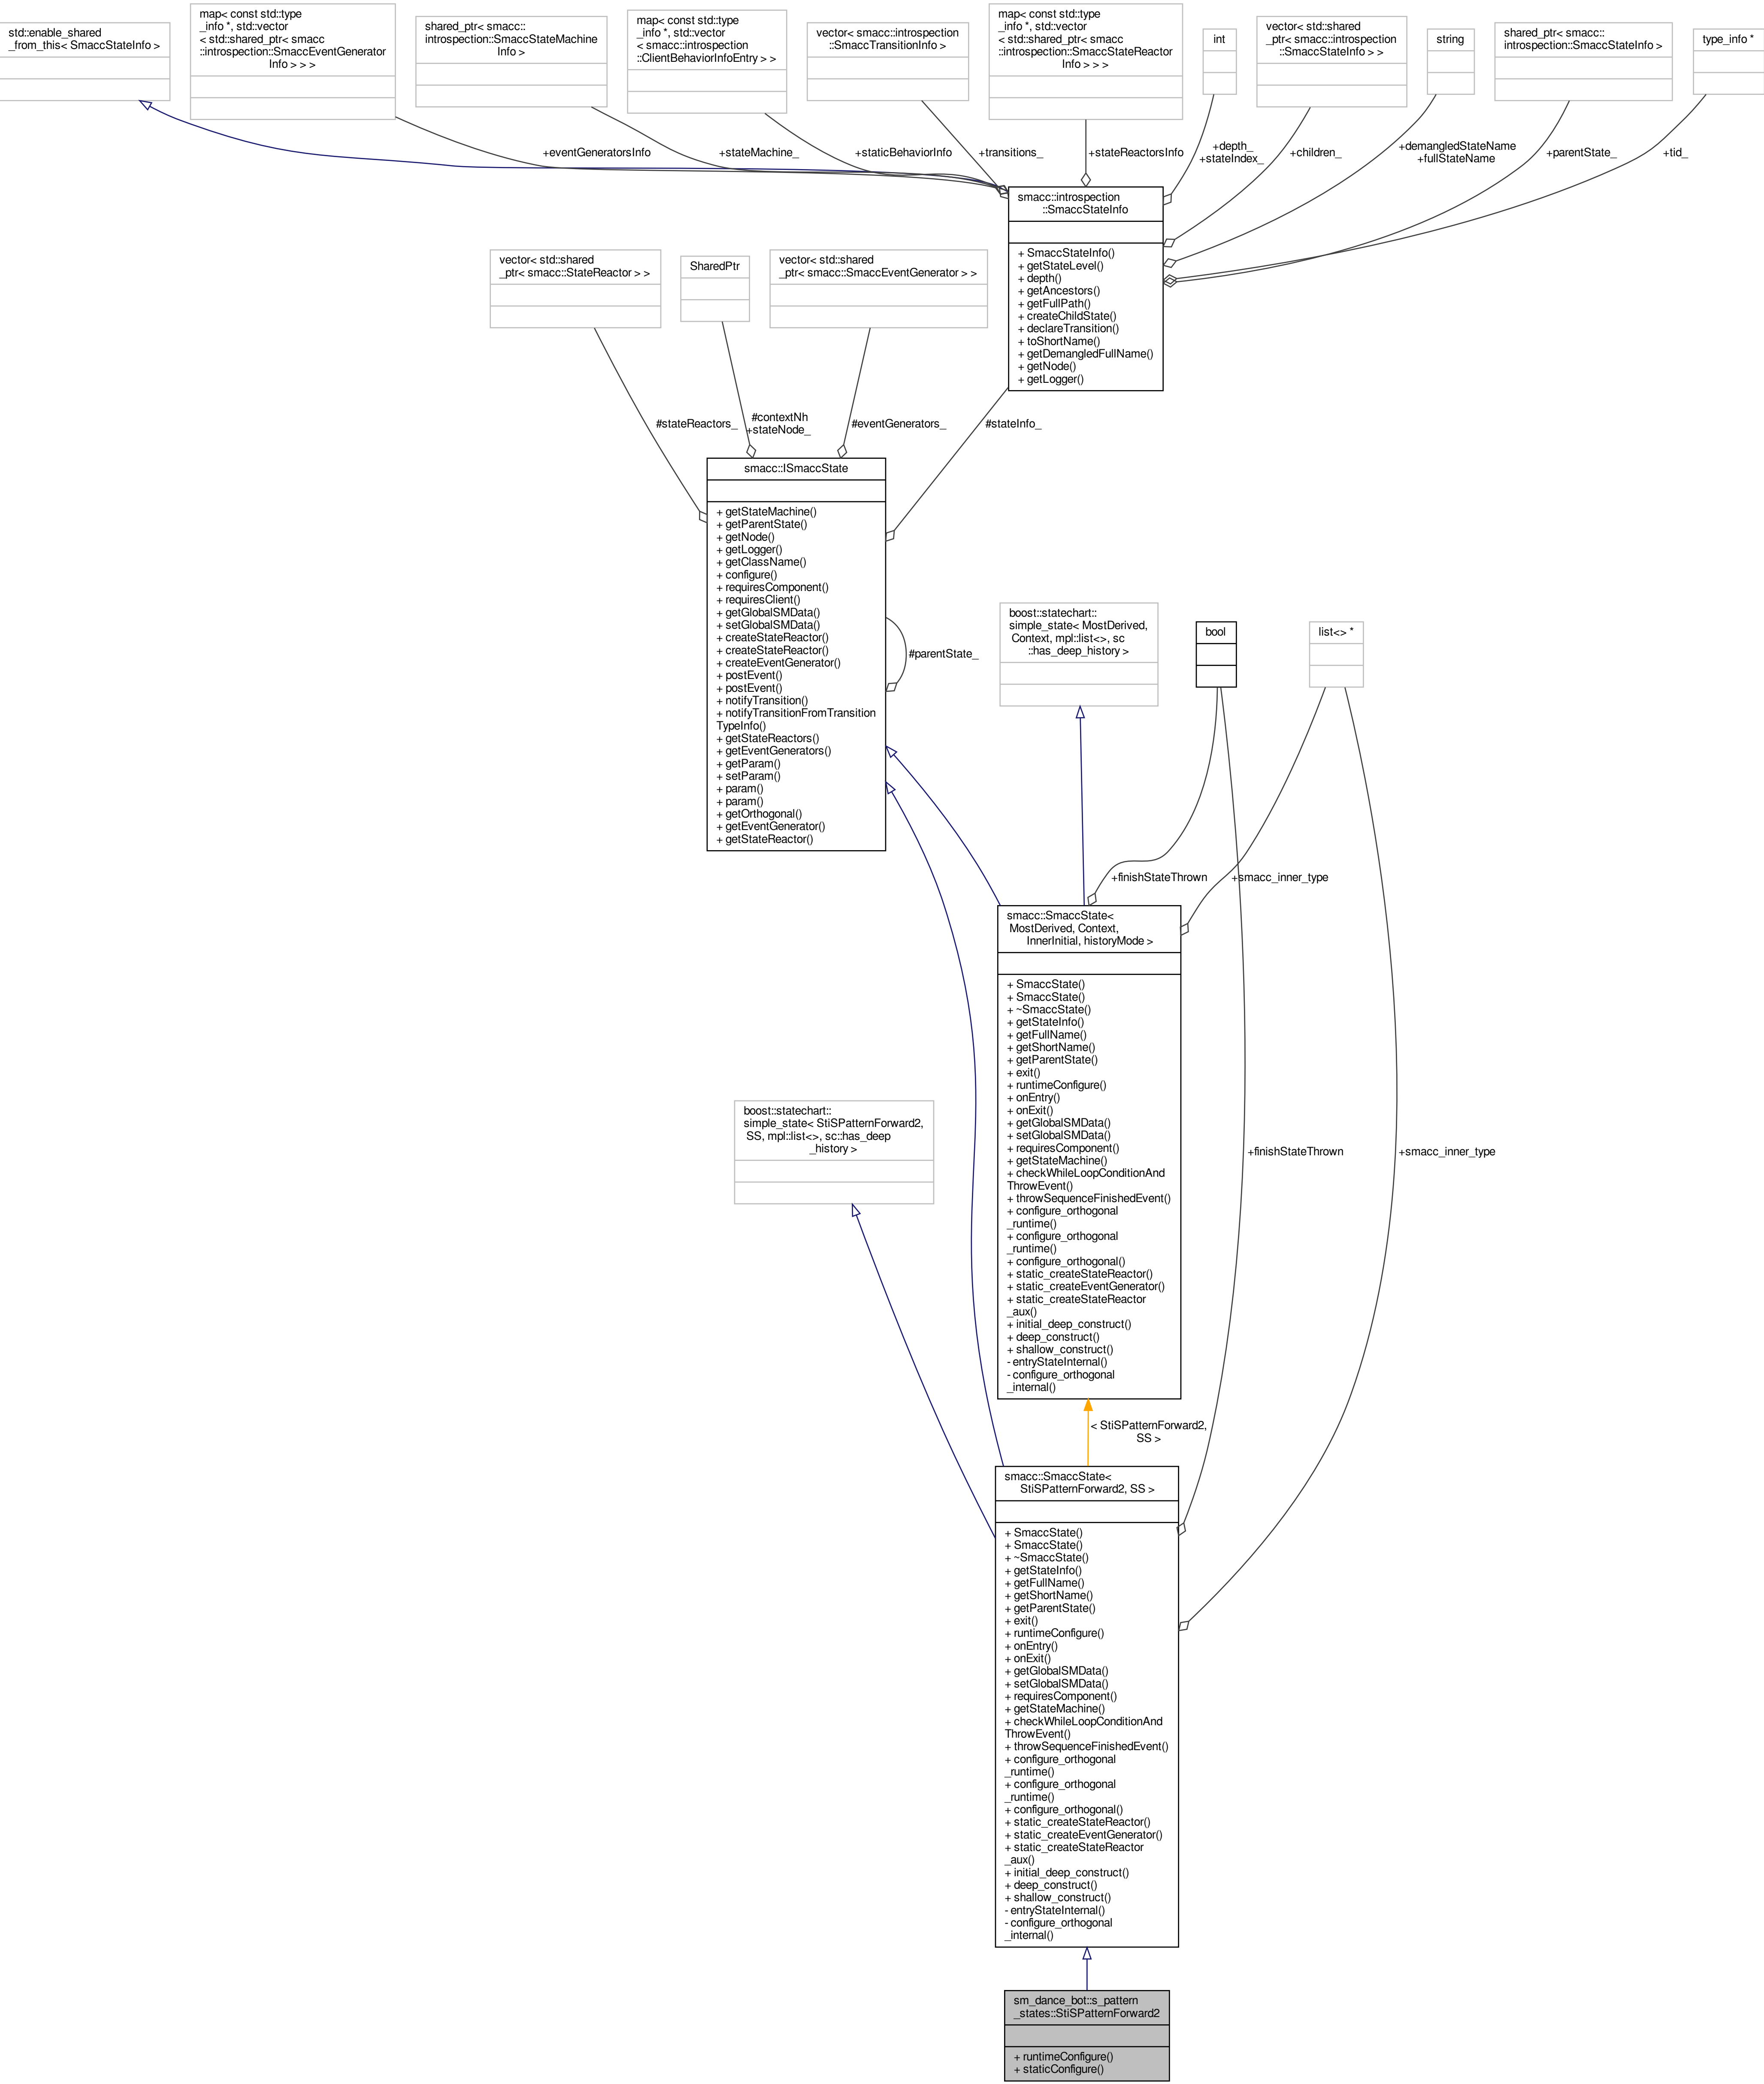 std::enable_shared
_from_this< SmaccStateInfo >
map< const std::type
_info *, std::vector
< std::shared_ptr< smacc
::introspection::SmaccEventGenerator
Info > > >
shared_ptr< smacc::
introspection::SmaccStateMachine
Info >
map< const std::type
_info *, std::vector
< smacc::introspection
::ClientBehaviorInfoEntry > >
vector< smacc::introspection
::SmaccTransitionInfo >
map< const std::type
_info *, std::vector
< std::shared_ptr< smacc
::introspection::SmaccStateReactor
Info > > >
int
vector< std::shared
_ptr< smacc::introspection
::SmaccStateInfo > >
string
shared_ptr< smacc::
introspection::SmaccStateInfo >
type_info *
+eventGeneratorsInfo
+stateMachine_
+staticBehaviorInfo
+transitions_
+stateReactorsInfo
+depth_
+stateIndex_
+children_
+demangledStateName
+fullStateName
+parentState_
+tid_
smacc::introspection
::SmaccStateInfo
+ SmaccStateInfo()
+ getStateLevel()
+ depth()
+ getAncestors()
+ getFullPath()
+ createChildState()
+ declareTransition()
+ toShortName()
+ getDemangledFullName()
+ getNode()
+ getLogger()
vector< std::shared
_ptr< smacc::StateReactor > >
SharedPtr
vector< std::shared
_ptr< smacc::SmaccEventGenerator > >
#stateReactors_
#contextNh
+stateNode_
#eventGenerators_
#stateInfo_
smacc::ISmaccState
+ getStateMachine()
+ getParentState()
+ getNode()
+ getLogger()
+ getClassName()
+ configure()
+ requiresComponent()
+ requiresClient()
+ getGlobalSMData()
+ setGlobalSMData()
+ createStateReactor()
+ createStateReactor()
+ createEventGenerator()
+ postEvent()
+ postEvent()
+ notifyTransition()
+ notifyTransitionFromTransition
TypeInfo()
+ getStateReactors()
+ getEventGenerators()
+ getParam()
+ setParam()
+ param()
+ param()
+ getOrthogonal()
+ getEventGenerator()
+ getStateReactor()
#parentState_
boost::statechart::
simple_state< MostDerived,
Context, mpl::list<>, sc
::has_deep_history >
bool
list<> *
+finishStateThrown
+smacc_inner_type
smacc::SmaccState<
MostDerived, Context,
InnerInitial, historyMode >
+ SmaccState()
+ SmaccState()
+ ~SmaccState()
+ getStateInfo()
+ getFullName()
+ getShortName()
+ getParentState()
+ exit()
+ runtimeConfigure()
+ onEntry()
+ onExit()
+ getGlobalSMData()
+ setGlobalSMData()
+ requiresComponent()
+ getStateMachine()
+ checkWhileLoopConditionAnd
ThrowEvent()
+ throwSequenceFinishedEvent()
+ configure_orthogonal
_runtime()
+ configure_orthogonal
_runtime()
+ configure_orthogonal()
+ static_createStateReactor()
+ static_createEventGenerator()
+ static_createStateReactor
_aux()
+ initial_deep_construct()
+ deep_construct()
+ shallow_construct()
- entryStateInternal()
- configure_orthogonal
_internal()
boost::statechart::
simple_state< StiSPatternForward2,
SS, mpl::list<>, sc::has_deep
_history >
+finishStateThrown
+smacc_inner_type
< StiSPatternForward2,
SS >
smacc::SmaccState<
StiSPatternForward2, SS >
+ SmaccState()
+ SmaccState()
+ ~SmaccState()
+ getStateInfo()
+ getFullName()
+ getShortName()
+ getParentState()
+ exit()
+ runtimeConfigure()
+ onEntry()
+ onExit()
+ getGlobalSMData()
+ setGlobalSMData()
+ requiresComponent()
+ getStateMachine()
+ checkWhileLoopConditionAnd
ThrowEvent()
+ throwSequenceFinishedEvent()
+ configure_orthogonal
_runtime()
+ configure_orthogonal
_runtime()
+ configure_orthogonal()
+ static_createStateReactor()
+ static_createEventGenerator()
+ static_createStateReactor
_aux()
+ initial_deep_construct()
+ deep_construct()
+ shallow_construct()
- entryStateInternal()
- configure_orthogonal
_internal()
sm_dance_bot::s_pattern
_states::StiSPatternForward2
+ runtimeConfigure()
+ staticConfigure()